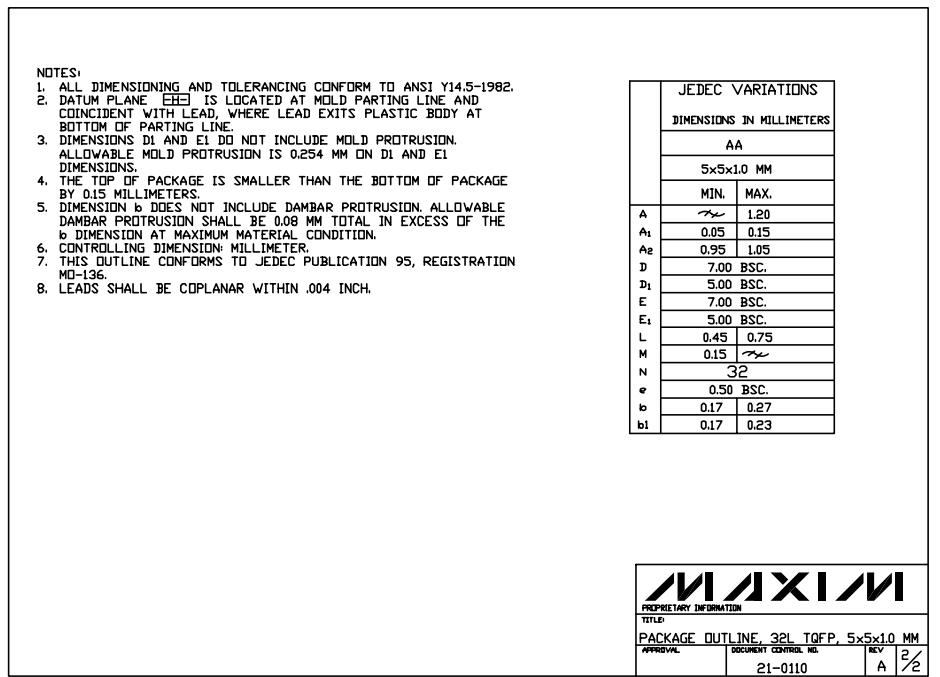 NOTES:
1. ALL DIMENSIONING AND TOLERANCING CONFORM TO ANSI Y14.5-1982.
2. DATUM PLANE -H- IS LOCATED AT MOLD PARTING LINE AND
COINCIDENT WITH LEAD, WHERE LEAD EXITS PLASTIC BODY AT
BOTTOM OF PARTING LINE.
3. DIMENSIONS D1 AND E1 DO NOT INCLUDE MOLD PROTRUSION.
ALLOWABLE MOLD PROTRUSION IS 0.254 MM ON D1 AND E1
DIMENSIONS.
4. THE TOP OF PACKAGE IS SMALLER THAN THE BOTTOM OF PACKAGE
BY 0.15 MILLIMETERS.
5. DIMENSION b DOES NOT INCLUDE DAMBAR PROTRUSION. ALLOWABLE
DAMBAR PROTRUSION SHALL BE 0.08 MM TOTAL IN EXCESS OF THE
b DIMENSION AT MAXIMUM MATERIAL CONDITION.
6. CONTROLLING DIMENSION: MILLIMETER.
7. THIS OUTLINE CONFORMS TO JEDEC PUBLICATION 95, REGISTRATION
MO-136.
8. LEADS SHALL BE COPLANAR WITHIN .004 INCH.
JEDEC VARIATIONS
DIMENSIONS IN MILLIMETERS
AA
5x5x1.0 MM
MIN. MAX.
A 1.20
A1 0.05 0.15
A2 0.95 1.05
D 7.00 BSC.
D1 5.00 BSC.
E 7.00 BSC.
E1 5.00 BSC.
L 0.45 0.75
M 0.15
N 32
e 0.50 BSC.
b 0.17 0.27
b1 0.17 0.23
MAXIM
PROPRIETARY INFORMATION
TITLE:
PACKAGE OUTLINE, 32L TQFP, 5x5x1.0 MM
APPROVAL DOCUMENT CONTROL NO. REV
21-0110 A 2/2